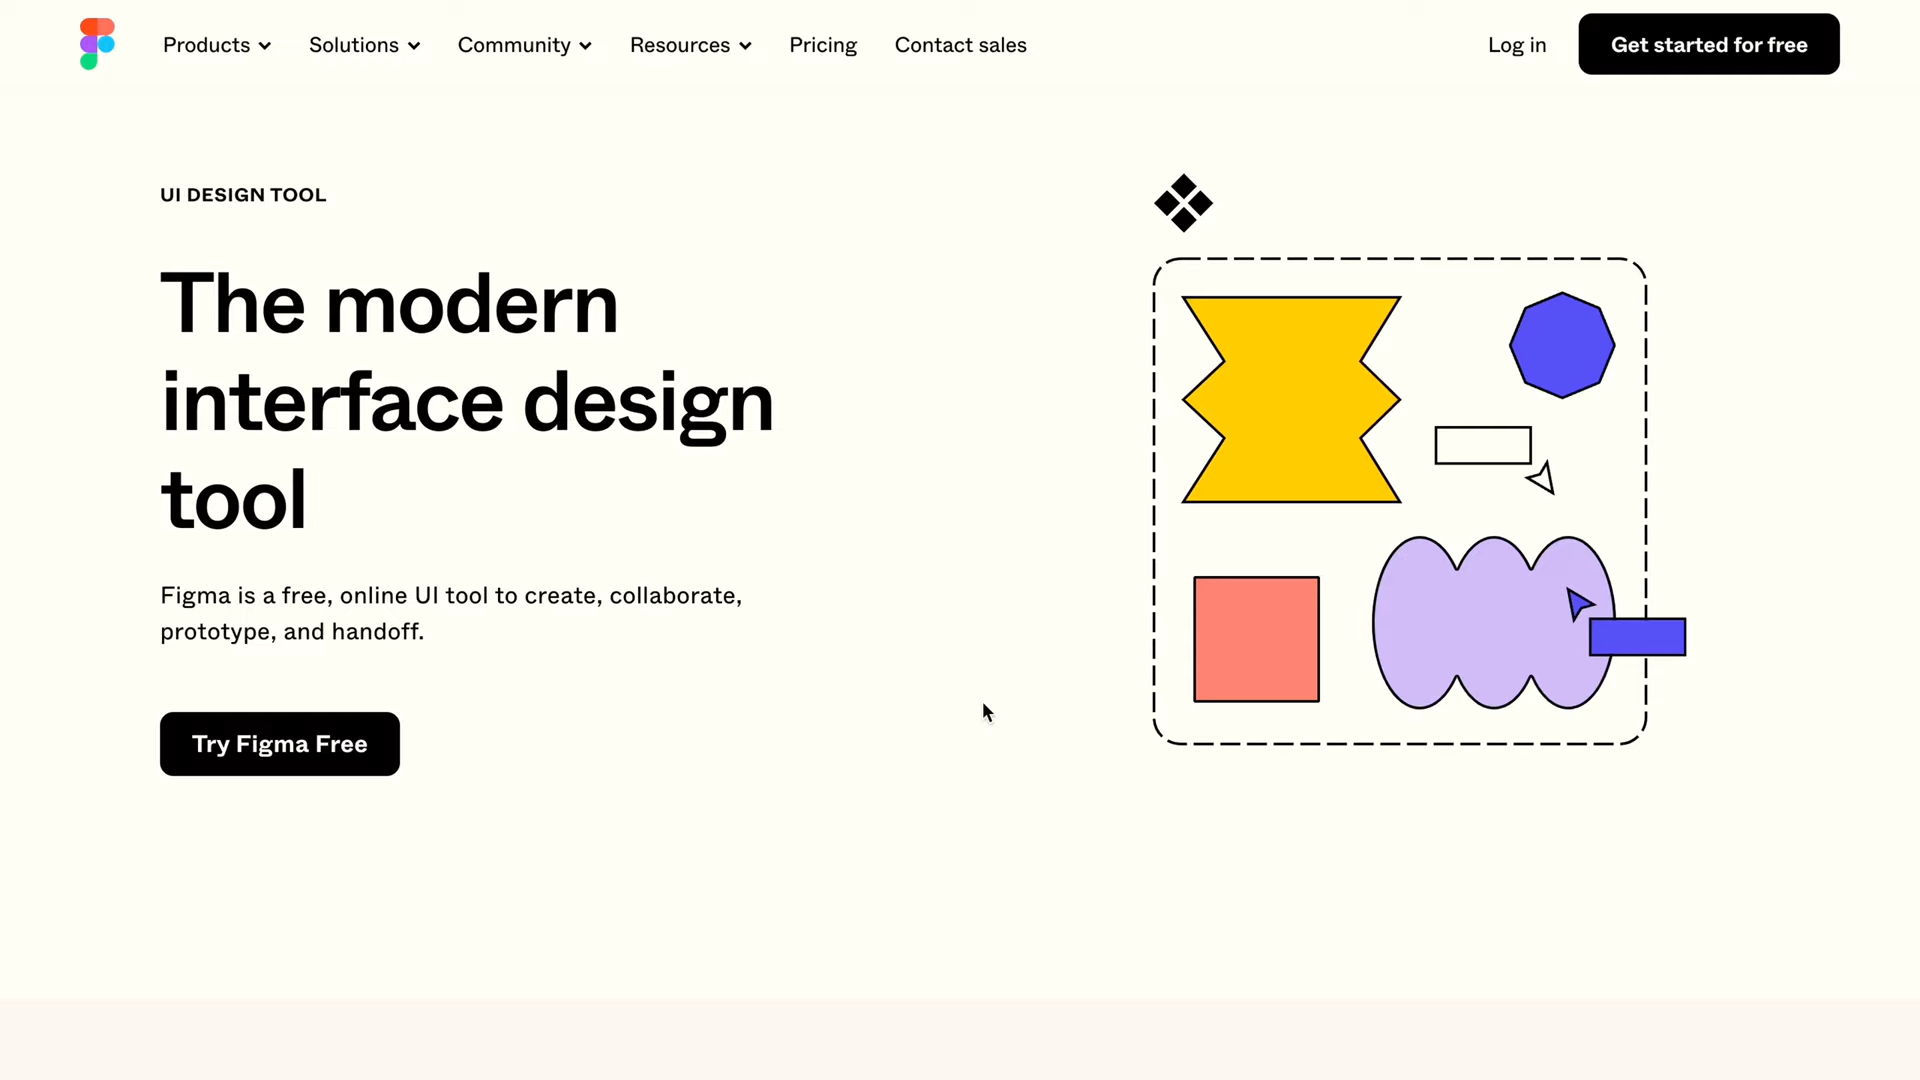 Products
Solutions
Community
Resources
Pricing
Contact sales
Log in
Get started for free
UI DESIGN TOOL
The modern
interface design
tool
Figma is a free, online UI tool to create, collaborate,
prototype, and handoff.
Try Figma Free